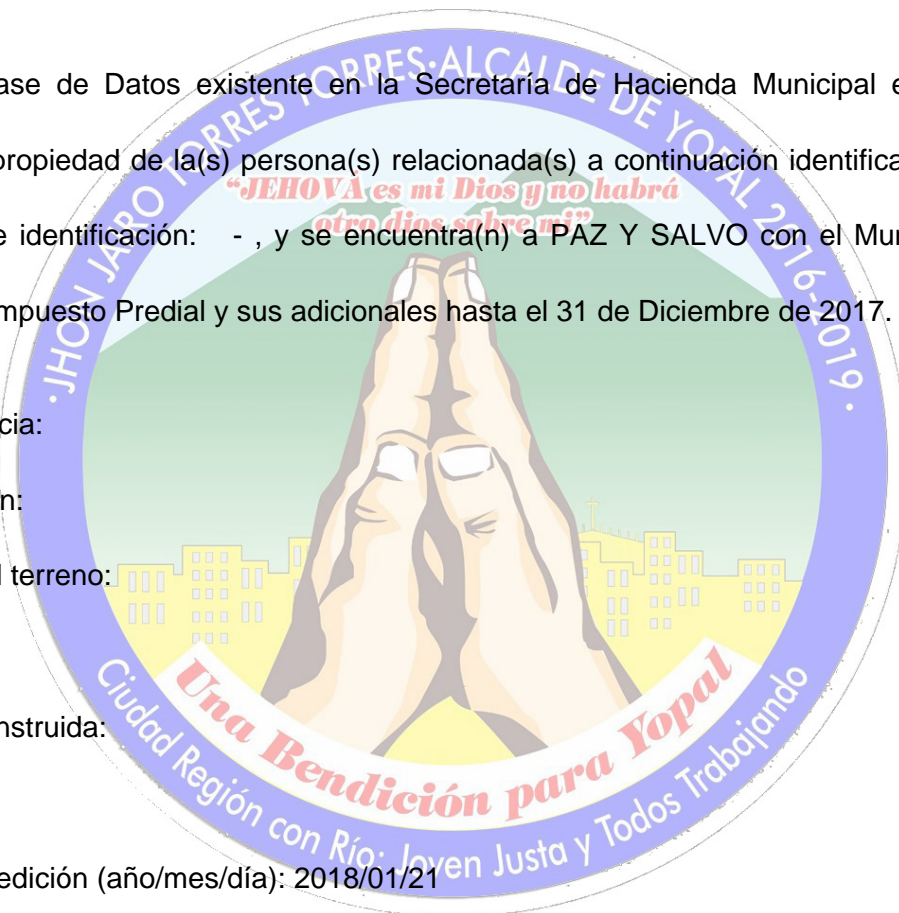 ase de Datos existente en la Secretaría de Hacienda Municipal e
propiedad de la(s) persona(s) relacionada(s) a continuación identifica
e identificación: - , y se encuentra(n) a PAZ Y SALVO con el Mun
mpuesto Predial y sus adicionales hasta el 31 de Diciembre de 2017.
cia:
n:
l terreno:
nstruida:
edición (año/mes/día): 2018/01/21
·JHON JAIRO TORRES TORRES·ALCALDE DE YOPAL 2016-2019·
“JEHOVÁ es mi Dios y no habrá
otro dios sobre mi”
Una Bendición para Yopal
Ciudad Región con Río: Joven Justa y Todos Trabajando